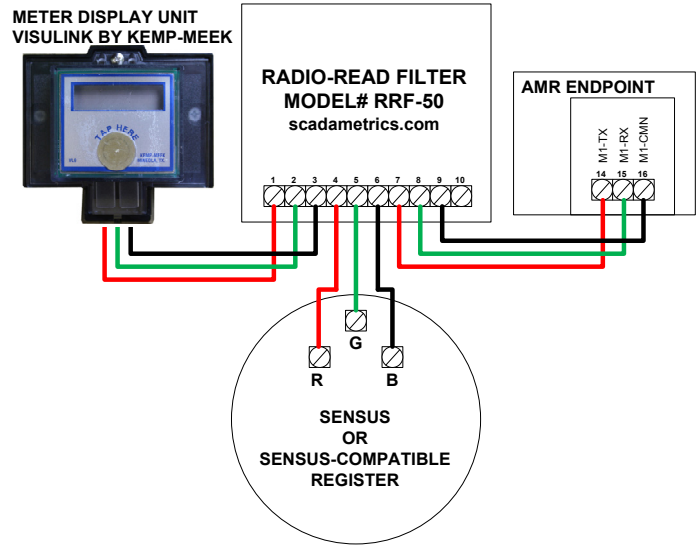 METER DISPLAY UNIT
VISULINK BY KEMP-MEEK
TAP HERE
RADIO-READ FILTER
MODEL# RRF-50
scadametrics.com
1 2 3 4 5 6 7 8 9 10
AMR ENDPOINT
M1-TX
M1-RX
M1-CMN
14 15 16
G
R B
SENSUS
OR
SENSUS-COMPATIBLE
REGISTER